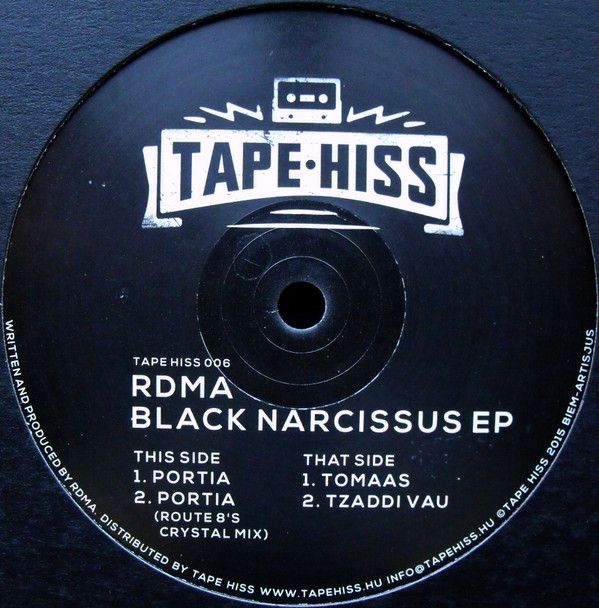 TAPE·HISS
TAPE HISS 006
RDMA
BLACK NARCISSUS EP
THIS SIDE
1. PORTIA
2. PORTIA
(ROUTE 8'S
CRYSTAL MIX)
THAT SIDE
1. TOMAAS
2. TZADDI VAU
WRITTEN AND PRODUCED BY RDMA. DISTRIBUTED BY TAPE HISS WWW.TAPEHISS.HU INFO@TAPEHISS.HU ©TAPE HISS 2015 BIEM-ARTISJUS